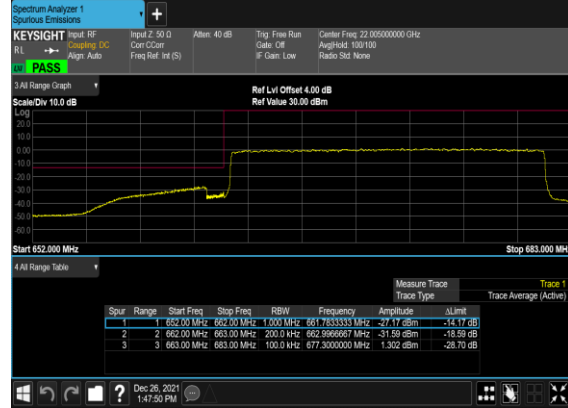 Spectrum Analyzer 1
Spurious Emissions
+
KEYSIGHT Input: RF Input Z: 50 Ω Atten: 40 dB Trig: Free Run Center Freq: 22.005000000 GHz
RL Coupling: DC Corr CCorr Gate: Off Avg|Hold: 100/100
Align: Auto Freq Ref: Int (S) IF Gain: Low Radio Std: None
PASS
3 All Range Graph
Ref Lvl Offset 4.00 dB
Scale/Div 10.0 dB Ref Value 30.00 dBm
Log
20.0
10.0
0.00
-10.0
-20.0
-30.0
-40.0
-50.0
-60.0
Start 652.000 MHz Stop 683.000 MH
4 All Range Table
Measure Trace Trace 1
Trace Type Trace Average (Active)
Spur Range Start Freq Stop Freq RBW Frequency Amplitude ΔLimit
1 1 652.00 MHz 662.00 MHz 1.000 MHz 661.7833333 MHz -27.17 dBm -14.17 dB
2 2 662.00 MHz 663.00 MHz 200.0 kHz 662.9966667 MHz -31.59 dBm -18.59 dB
3 3 663.00 MHz 683.00 MHz 100.0 kHz 677.3000000 MHz 1.302 dBm -28.70 dB
? Dec 26, 2021
1:47:50 PM